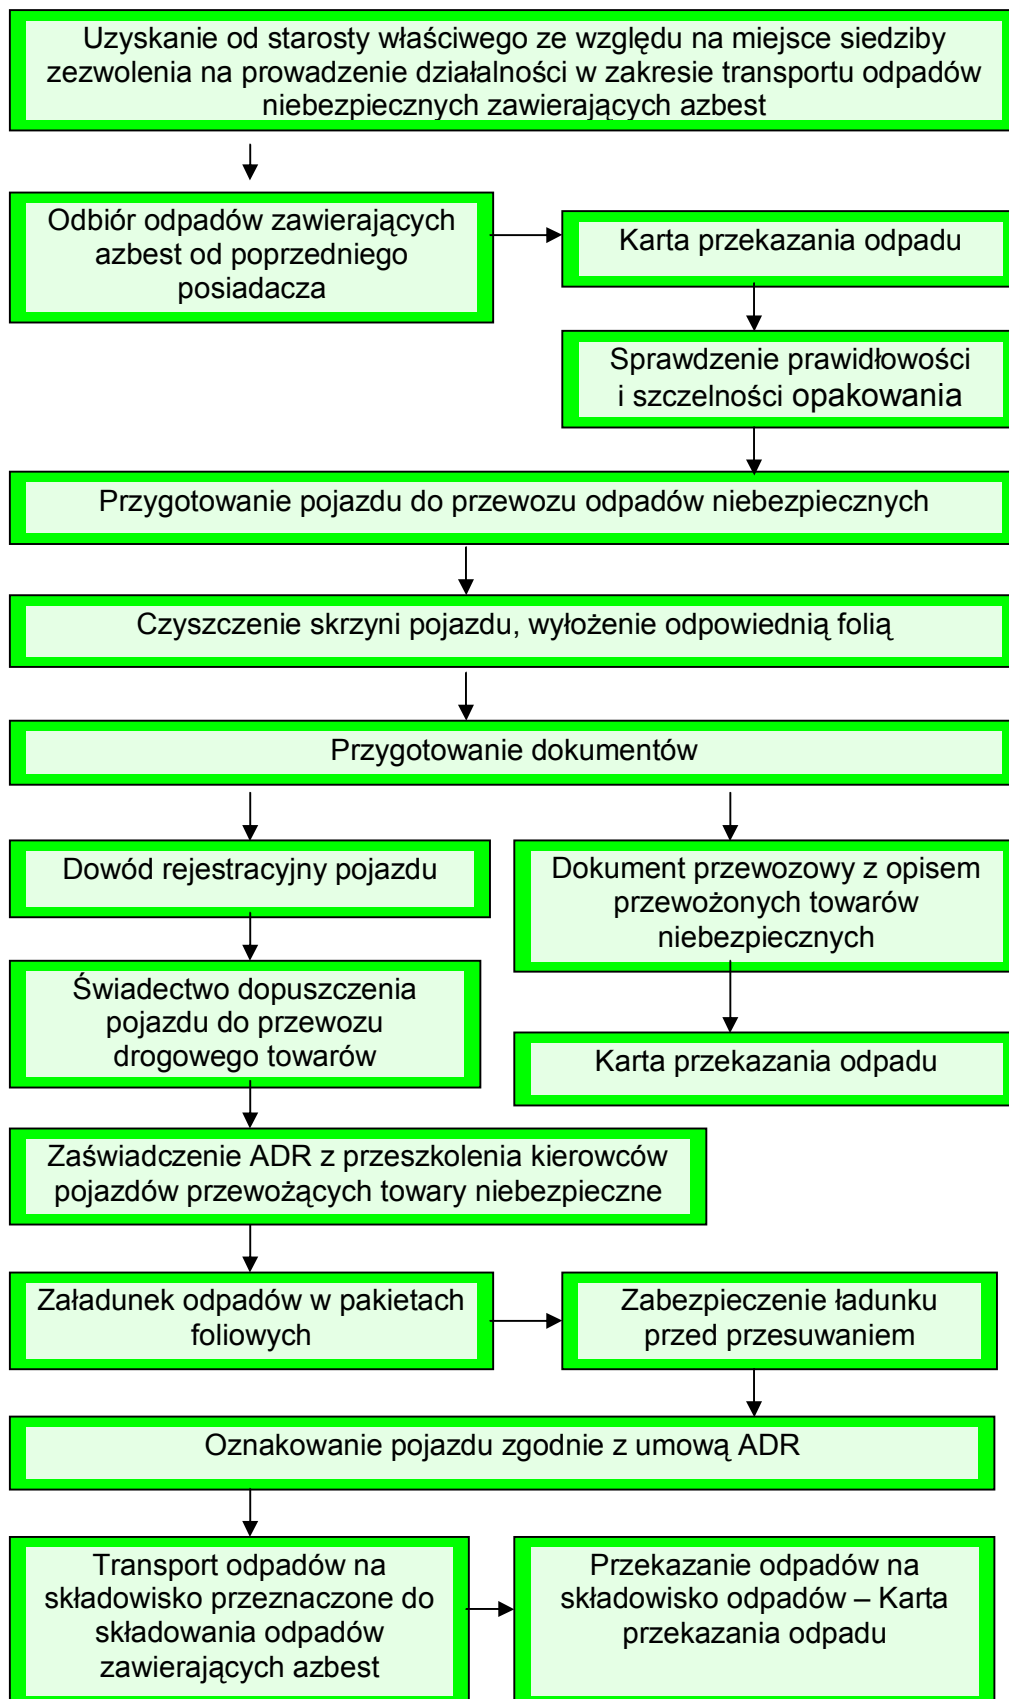 Uzyskanie od starosty właściwego ze względu na miejsce siedziby
zezwolenia na prowadzenie działalności w zakresie transportu odpadów
niebezpiecznych zawierających azbest
Odbiór odpadów zawierających
azbest od poprzedniego
posiadacza
Karta przekazania odpadu
Sprawdzenie prawidłowości
i szczelności opakowania
Przygotowanie pojazdu do przewozu odpadów niebezpiecznych
Czyszczenie skrzyni pojazdu, wyłożenie odpowiednią folią
Przygotowanie dokumentów
Dowód rejestracyjny pojazdu
Świadectwo dopuszczenia
pojazdu do przewozu
drogowego towarów
Zaświadczenie ADR z przeszkolenia kierowców
pojazdów przewożących towary niebezpieczne
Dokument przewozowy z opisem
przewożonych towarów
niebezpiecznych
Karta przekazania odpadu
Załadunek odpadów w pakietach
foliowych
Zabezpieczenie ładunku
przed przesuwaniem
Oznakowanie pojazdu zgodnie z umową ADR
Transport odpadów na
składowisko przeznaczone do
składowania odpadów
zawierających azbest
Przekazanie odpadów na
składowisko odpadów – Karta
przekazania odpadu